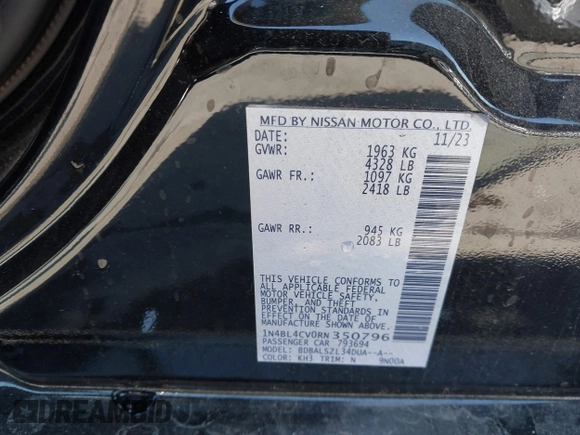 MFD BY NISSAN MOTOR CO., LTD.
DATE: 11/23
GVWR: 1963 KG
4328 LB
GAWR FR.: 1097 KG
2418 LB
GAWR RR.: 945 KG
2083 LB
THIS VEHICLE CONFORMS TO
ALL APPLICABLE FEDERAL
MOTOR VEHICLE SAFETY,
BUMPER, AND THEFT
PREVENTION STANDARDS IN
EFFECT ON THE DATE OF
MANUFACTURE SHOWN ABOVE.
1N4BL4CV0RN350796
PASSENGER CAR 793694
MODEL: BDBALSZL34DUA--A--
COLOR: KH3 TRIM: N 9N00A
DREAMBID